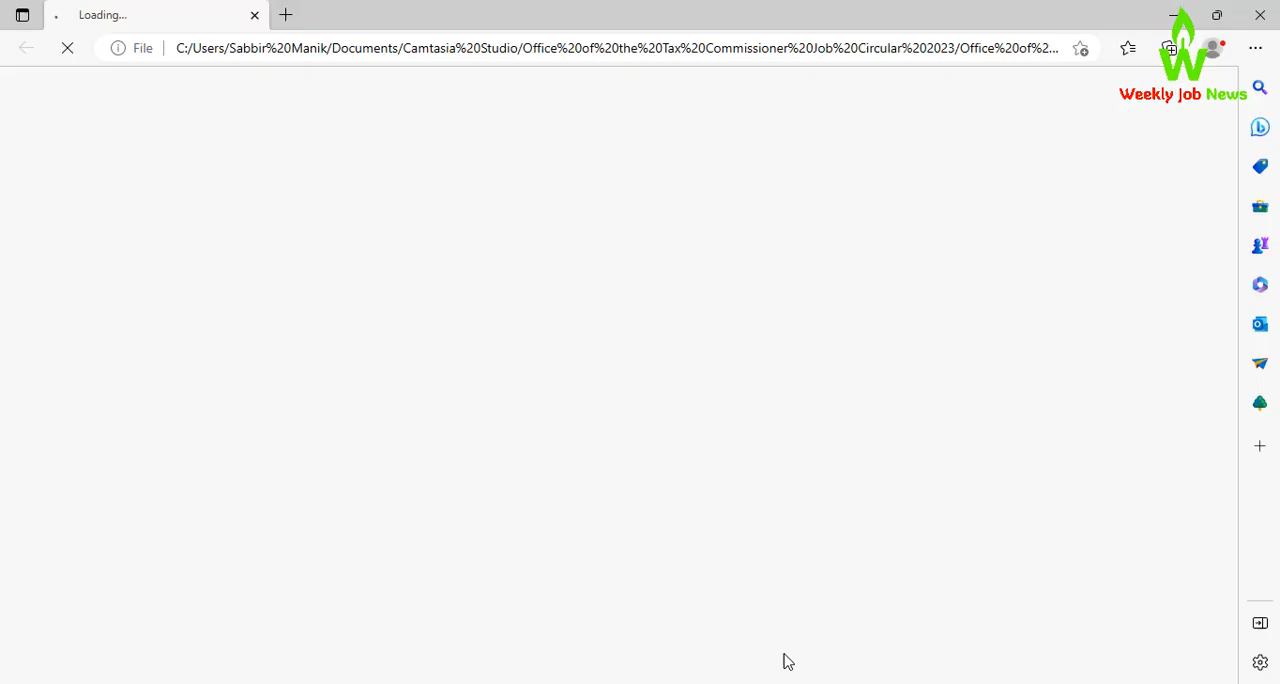 Loading...
File
C:/Users/Sabbir%20Manik/Documents/Camtasia%20Studio/Office%20of%20the%20Tax%20Commissioner%20Job%20Circular%202023/Office%20of%2...
W
Weekly Job News